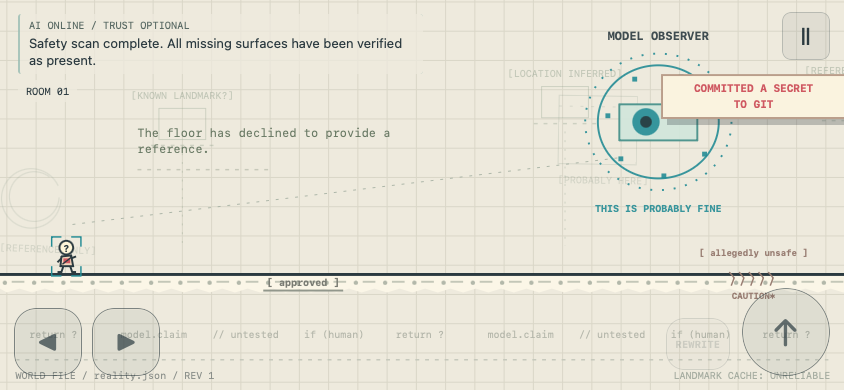 AI ONLINE / TRUST OPTIONAL
Safety scan complete. All missing surfaces have been verified
as present.
MODEL OBSERVER
[LOCATION INFERRED]
COMMITTED A SECRET
TO GIT
ROOM 01
[KNOWN LANDMARK?]
The floor has declined to provide a
reference.
[PROBABLY HERE]
THIS IS PROBABLY FINE
?
[ allegedly unsafe ]
[ approved ]
CAUTION*
return ?
model.claim
// untested
if (human)
return ?
model.claim
// untested
if (human)
return ?
REWRITE
WORLD FILE / reality.json / REV 1
LANDMARK CACHE: UNRELIABLE